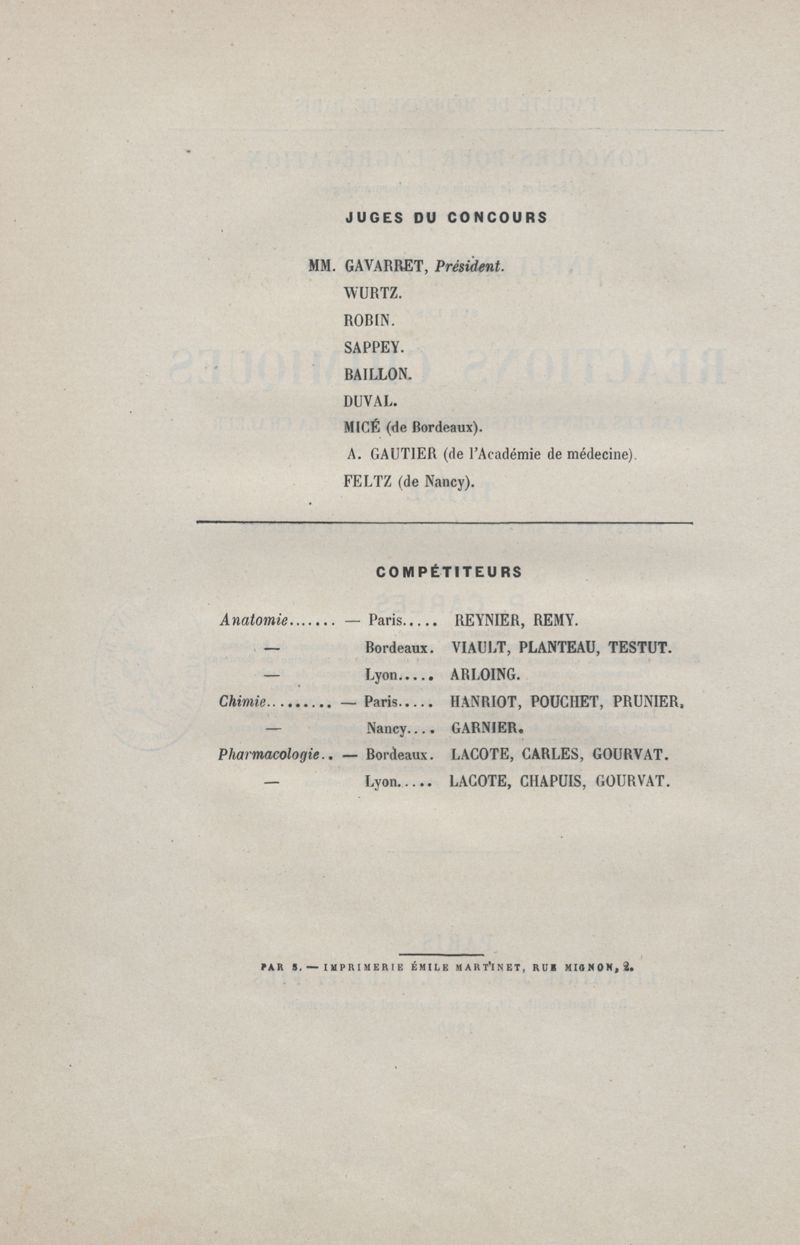 JUGES DU CONCOURS
MM. GAVARRET, Président.
WURTZ.
ROBIN.
SAPPEY.
BAILLON.
DUVAL.
MICÉ (de Bordeaux).
A. GAUTIER (de l'Académie de médecine).
FELTZ (de Nancy).
COMPÉTITEURS
Anatomie....... — Paris..... REYNIER, REMY.
— Bordeaux. VIAULT, PLANTEAU, TESTUT.
— Lyon..... ARLOING.
Chimie......... — Paris..... HANRIOT, POUCHET, PRUNIER.
— Nancy.... GARNIER.
Pharmacologie.. — Bordeaux. LACOTE, CARLES, GOURVAT.
— Lyon..... LACOTE, CHAPUIS, GOURVAT.
PAR S. — IMPRIMERIE ÉMILE MARTINET, RUE MIGNON, 2.